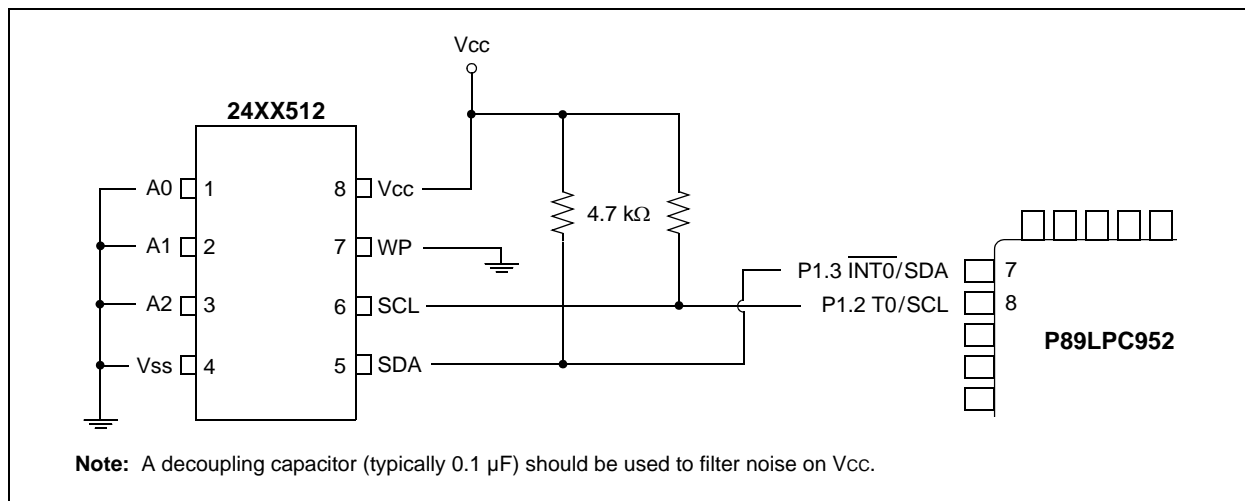 Vcc
24XX512
A0 1 8 Vcc
4.7 kΩ
A1 2 7 WP
P1.3 INT0/SDA 7
A2 3 6 SCL
P1.2 T0/SCL 8
P89LPC952
Vss 4 5 SDA
Note: A decoupling capacitor (typically 0.1 µF) should be used to filter noise on VCC.